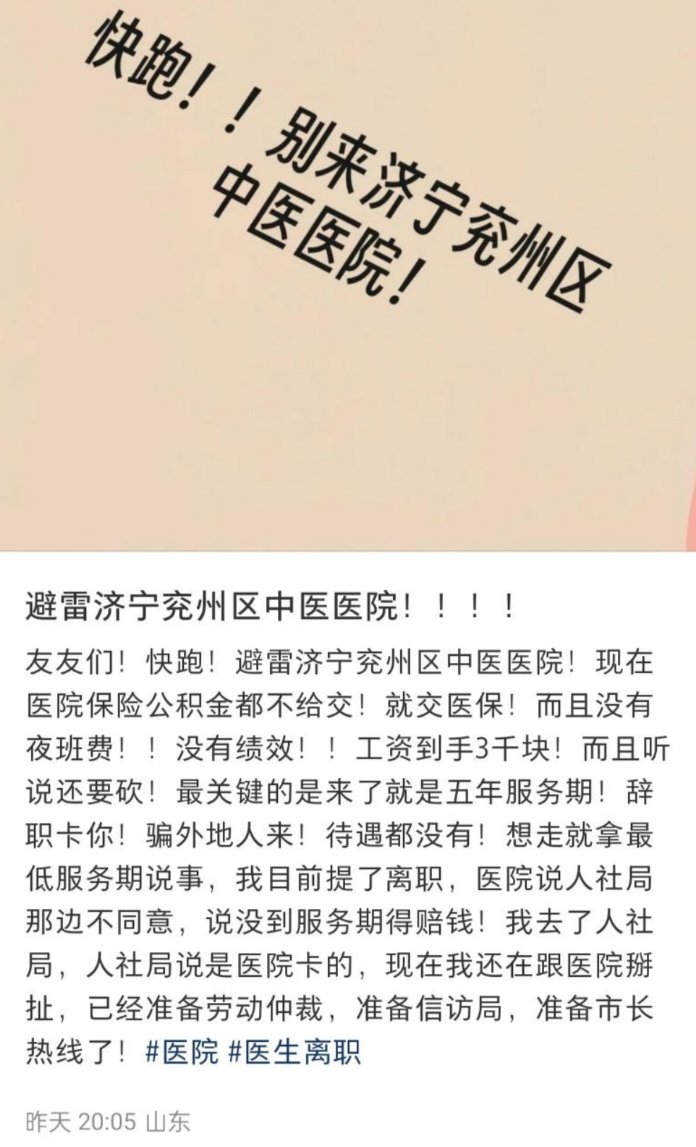 快跑！！别来济宁兖州区
中医医院！
避雷济宁兖州区中医医院！！！！
友友们！快跑！避雷济宁兖州区中医医院！现在
医院保险公积金都不给交！就交医保！而且没有
夜班费！！没有绩效！！工资到手3千块！而且听
说还要砍！最关键的是来了就是五年服务期！辞
职卡你！骗外地人来！待遇都没有！想走就拿最
低服务期说事，我目前提了离职，医院说人社局
那边不同意，说没到服务期得赔钱！我去了人社
局，人社局说是医院卡的，现在我还在跟医院掰
扯，已经准备劳动仲裁，准备信访局，准备市长
热线了！#医院 #医生离职
昨天 20:05 山东